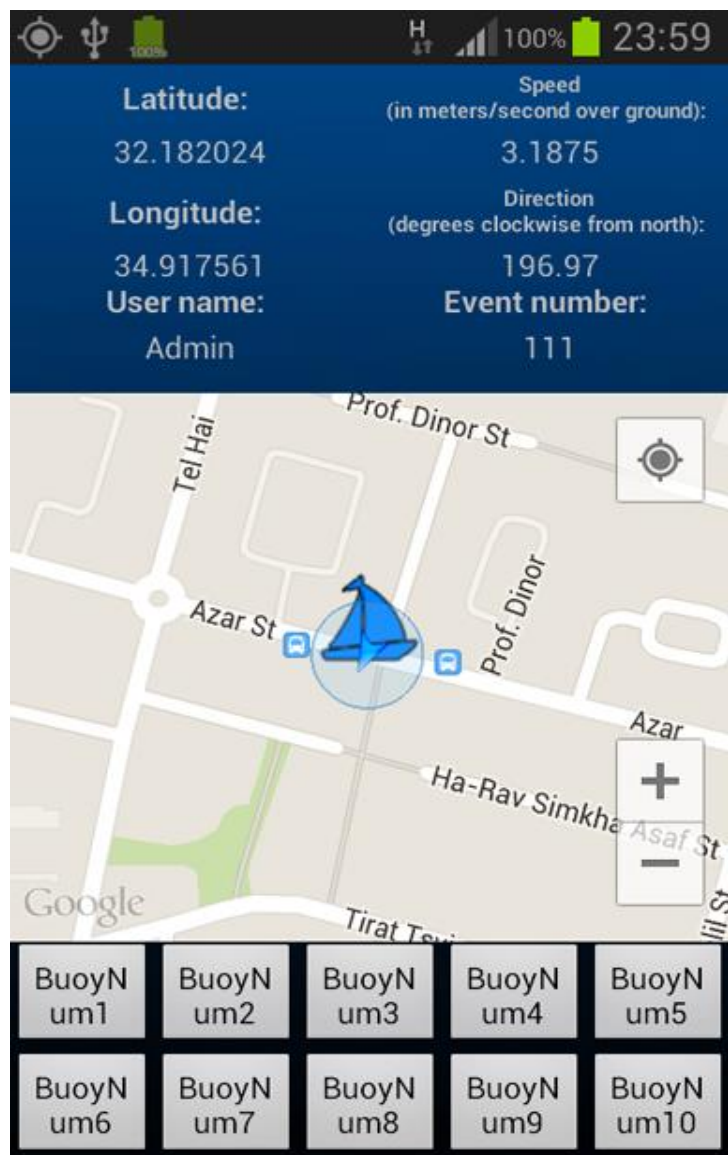 100%
H
100%
23:59
Latitude:
32.182024
Speed
(in meters/second over ground):
3.1875
Longitude:
34.917561
Direction
(degrees clockwise from north):
196.97
User name:
Admin
Event number:
111
Prof. Dinor St
Tel Hai
Azar St
Prof. Dinor
Azar
Ha-Rav Simkha Asaf St
Google
Tirat
BuoyN
um1
BuoyN
um2
BuoyN
um3
BuoyN
um4
BuoyN
um5
BuoyN
um6
BuoyN
um7
BuoyN
um8
BuoyN
um9
BuoyN
um10